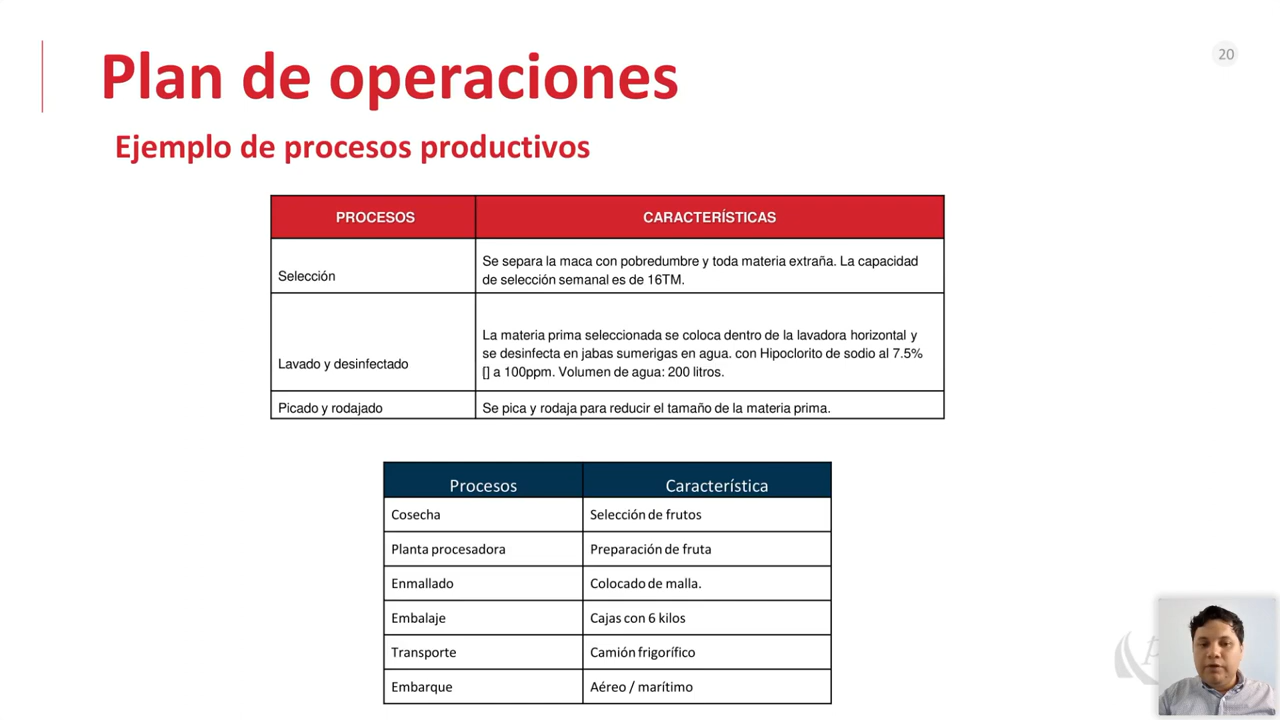 20
Plan de operaciones
Ejemplo de procesos productivos
PROCESOS CARACTERÍSTICAS
Selección
Se separa la maca con pobredumbre y toda materia extraña. La capacidad
de selección semanal es de 16TM.
Lavado y desinfectado
La materia prima seleccionada se coloca dentro de la lavadora horizontal y
se desinfecta en jabas sumerigas en agua. con Hipoclorito de sodio al 7.5%
[] a 100ppm. Volumen de agua: 200 litros.
Picado y rodajado Se pica y rodaja para reducir el tamaño de la materia prima.
Procesos Característica
Cosecha Selección de frutos
Planta procesadora Preparación de fruta
Enmallado Colocado de malla.
Embalaje Cajas con 6 kilos
Transporte Camión frigorífico
Embarque Aéreo / marítimo